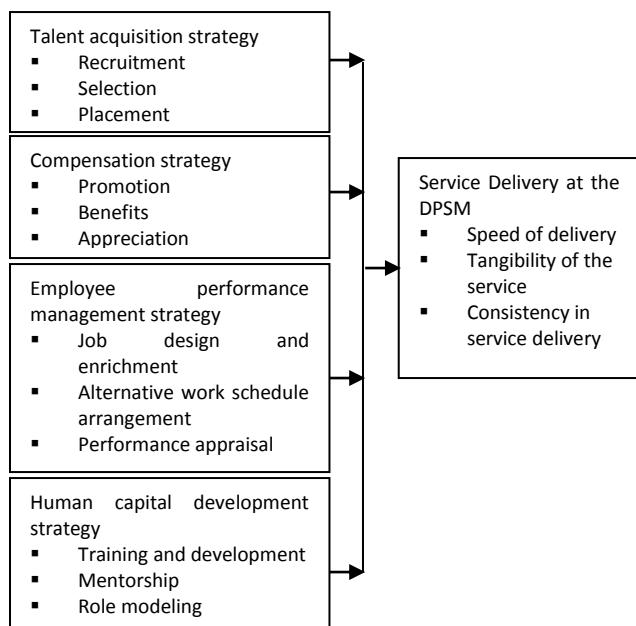 Talent acquisition strategy
▪ Recruitment
▪ Selection
▪ Placement
Compensation strategy
▪ Promotion
▪ Benefits
▪ Appreciation
Employee performance
management strategy
▪ Job design and
enrichment
▪ Alternative work schedule
arrangement
▪ Performance appraisal
Human capital development
strategy
▪ Training and development
▪ Mentorship
▪ Role modeling
Service Delivery at the
DPSM
▪ Speed of delivery
▪ Tangibility of the
service
▪ Consistency in
service delivery